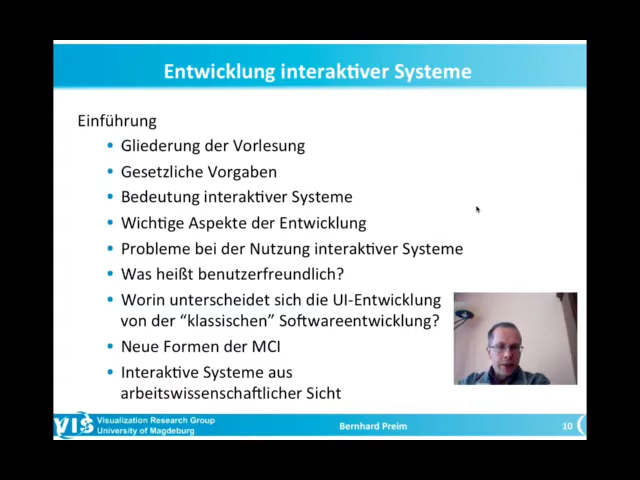 Entwicklung interaktiver Systeme
Einführung
• Gliederung der Vorlesung
• Gesetzliche Vorgaben
• Bedeutung interaktiver Systeme
• Wichtige Aspekte der Entwicklung
• Probleme bei der Nutzung interaktiver Systeme
• Was heißt benutzerfreundlich?
• Worin unterscheidet sich die UI-Entwicklung
von der “klassischen” Softwareentwicklung?
• Neue Formen der MCI
• Interaktive Systeme aus
arbeitswissenschaftlicher Sicht
VIS
Visualization Research Group
University of Magdeburg
Bernhard Preim
10